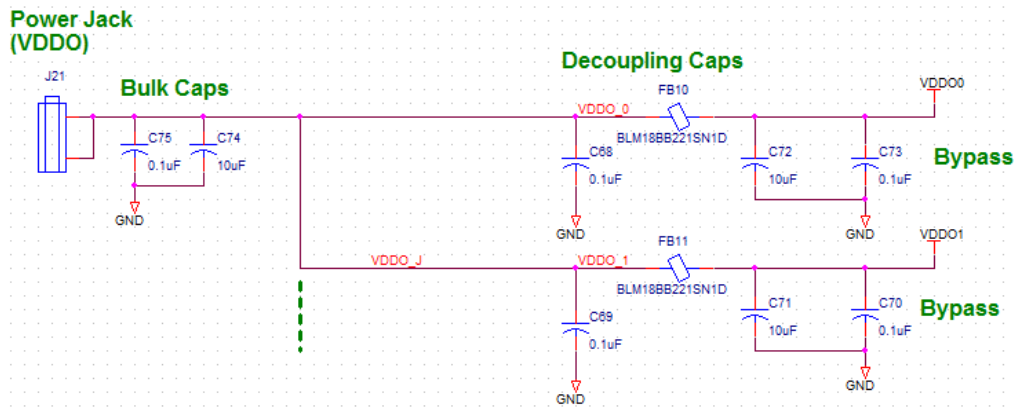 Power Jack
(VDDO)
J21
Bulk Caps
C75
0.1uF
C74
10uF
GND
Decoupling Caps
VDDO_0
FB10
BLM18BB221SN1D
C68
0.1uF
GND
C72
10uF
C73
0.1uF
GND
VDDO0
Bypass
VDDO_J
VDDO_1
FB11
BLM18BB221SN1D
C69
0.1uF
GND
C71
10uF
C70
0.1uF
GND
VDDO1
Bypass